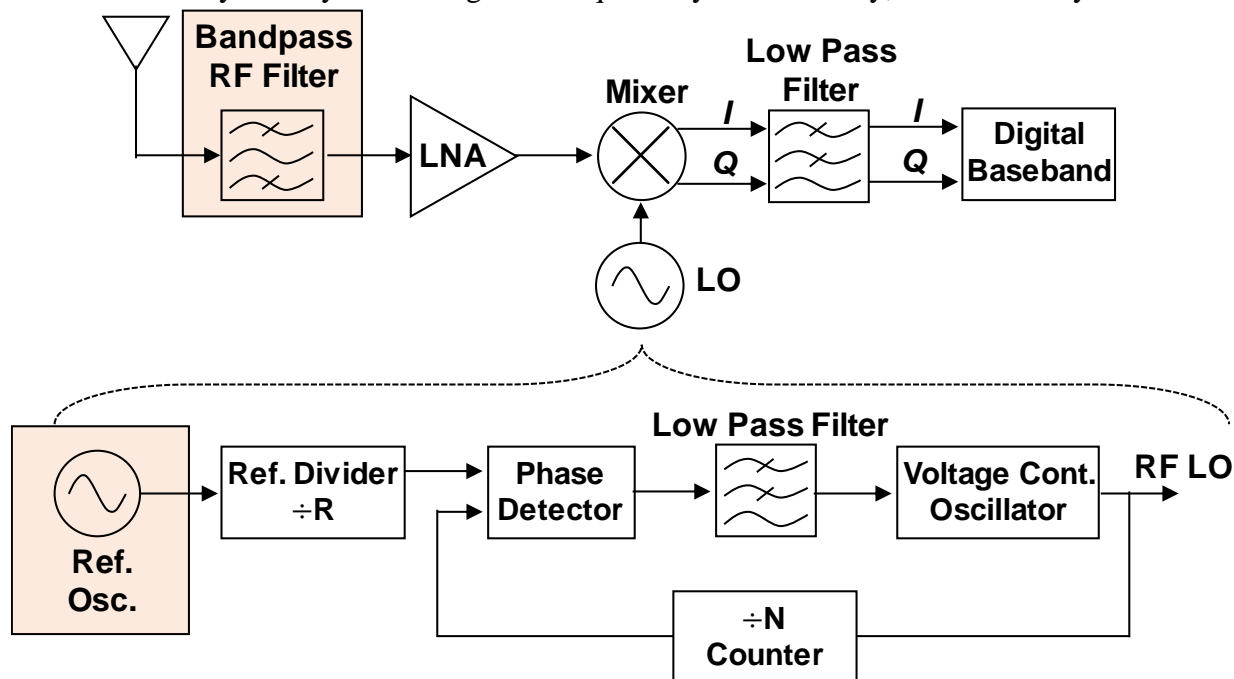 Bandpass
RF Filter
LNA
Mixer
I
Q
Low Pass
Filter
I
Q
Digital
Baseband
LO
Ref.
Osc.
Ref. Divider
÷R
Phase
Detector
Low Pass Filter
Voltage Cont.
Oscillator
RF LO
÷N
Counter